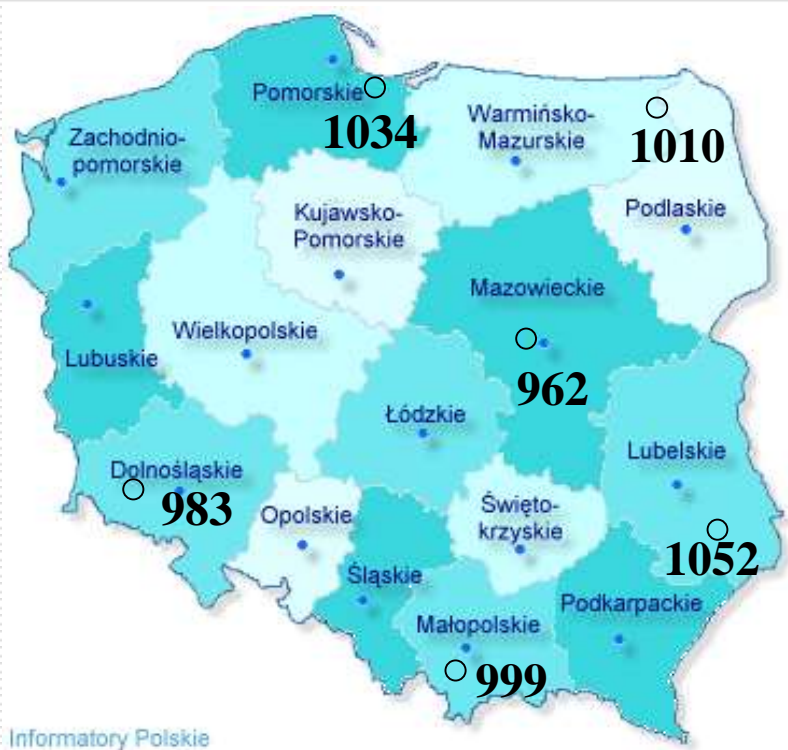 Pomorskie
1034
Warmińsko-
Mazurskie
1010
Zachodnio-
pomorskie
Kujawsko-
Pomorskie
Podlaskie
Mazowieckie
962
Wielkopolskie
Lubuskie
Łódzkie
Lubelskie
1052
Dolnośląskie
983
Opolskie
Święto-
krzyskie
Śląskie
Podkarpackie
Małopolskie
999
Informatory Polskie